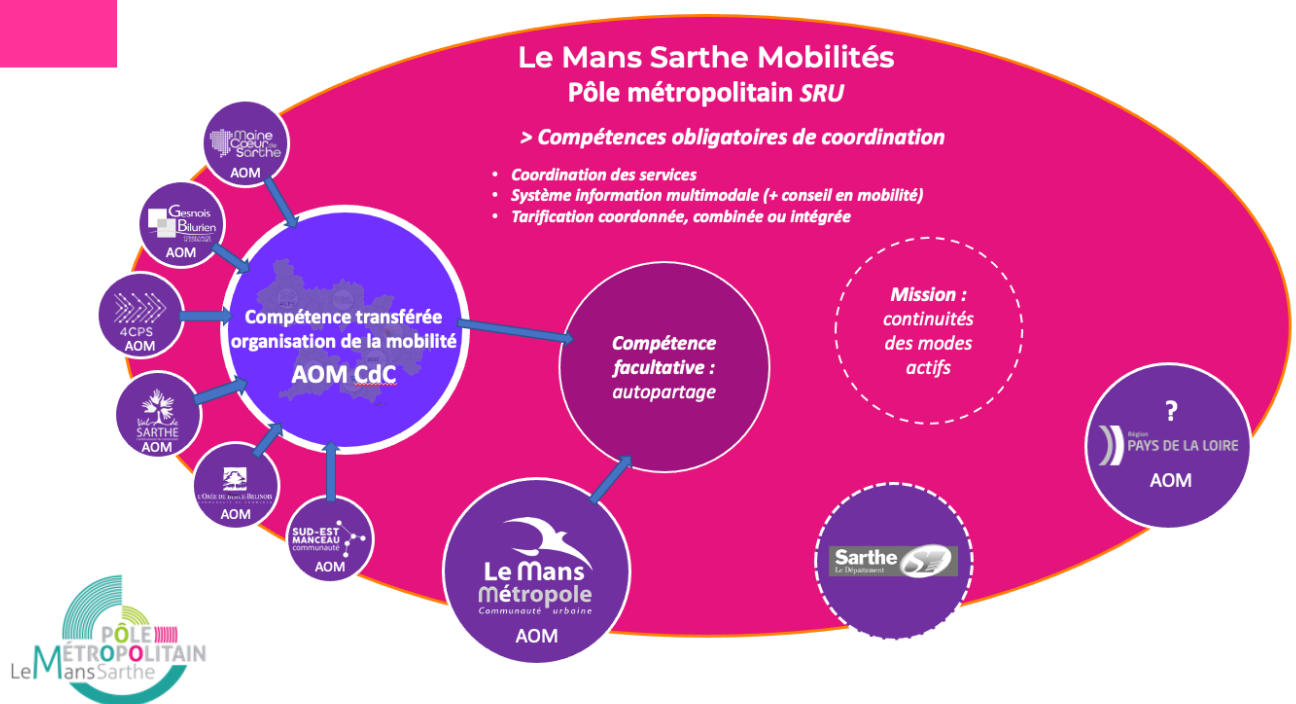 Le Mans Sarthe Mobilités
Pôle métropolitain SRU
> Compétences obligatoires de coordination
• Coordination des services
• Système information multimodale (+ conseil en mobilité)
• Tarification coordonnée, combinée ou intégrée
Maine
Cœur de
Sarthe
AOM
Gesnois
Bilurien
AOM
4CPS
AOM
Val de
SARTHE
AOM
L'ORÉE DE BERCÉ-BELINOIS
AOM
SUD-EST
MANCEAU
communauté
AOM
Compétence transférée
organisation de la mobilité
AOM CdC
Compétence
facultative :
autopartage
Mission :
continuités
des modes
actifs
Le Mans
Métropole
Communauté urbaine
AOM
Sarthe
Le Département
?
Région
PAYS DE LA LOIRE
AOM
PÔLE
MÉTROPOLITAIN
Le Mans Sarthe